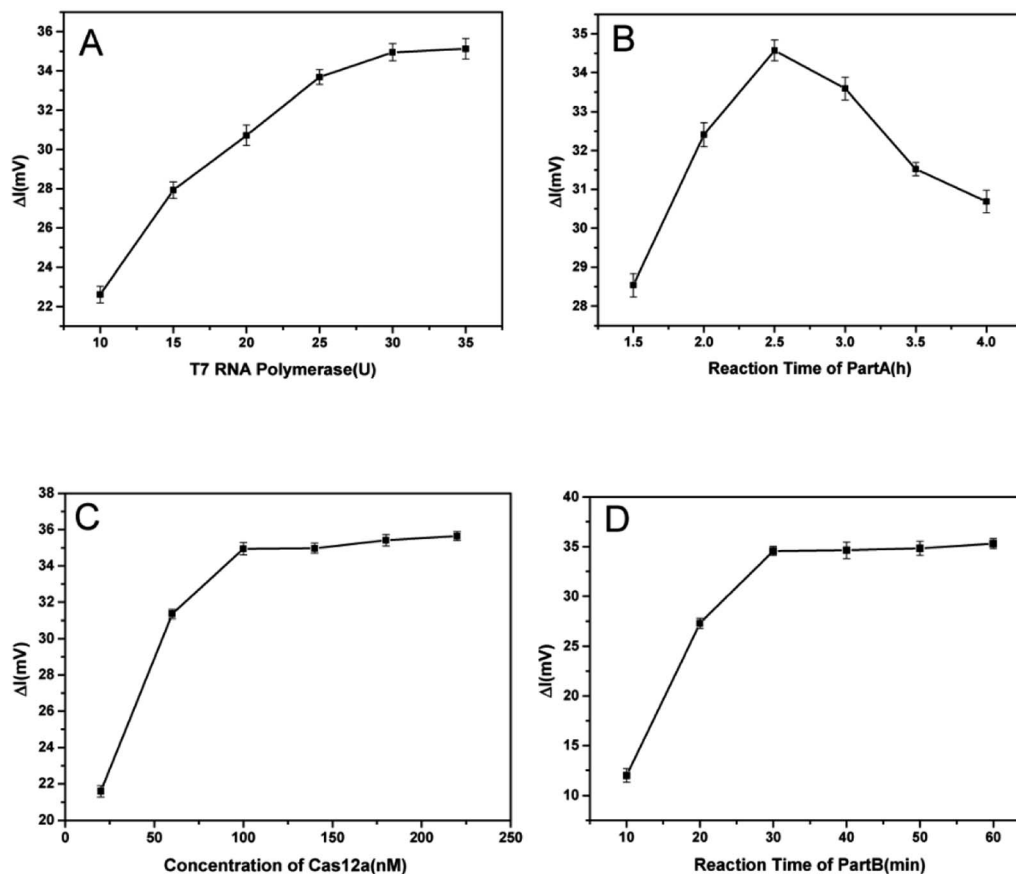 A
36
34
32
30
28
26
24
22
ΔI(mV)
10 15 20 25 30 35
T7 RNA Polymerase(U)
B
35
34
33
32
31
30
29
28
ΔI(mV)
1.5 2.0 2.5 3.0 3.5 4.0
Reaction Time of PartA(h)
C
38
36
34
32
30
28
26
24
22
20
ΔI(mV)
0 50 100 150 200 250
Concentration of Cas12a(nM)
D
40
35
30
25
20
15
10
ΔI(mV)
10 20 30 40 50 60
Reaction Time of PartB(min)